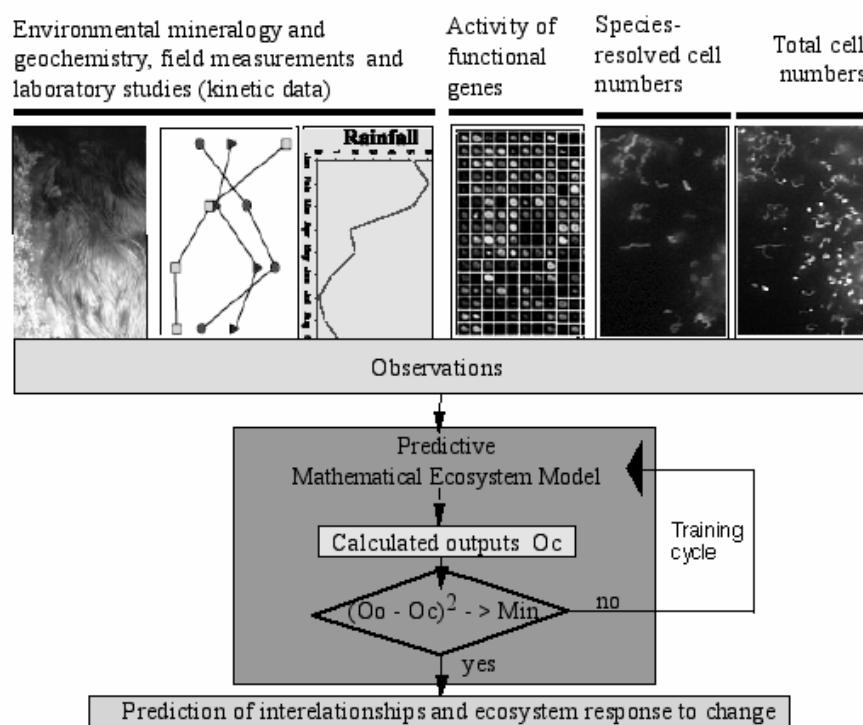 Environmental mineralogy and
geochemistry, field measurements and
laboratory studies (kinetic data)
Activity of
functional
genes
Species-
resolved cell
numbers
Total cell
numbers
Rainfall
Observations
Predictive
Mathematical Ecosystem Model
Calculated outputs Oc
(Oo - Oc)² - > Min
no
Training
cycle
yes
Prediction of interelationships and ecosystem response to change